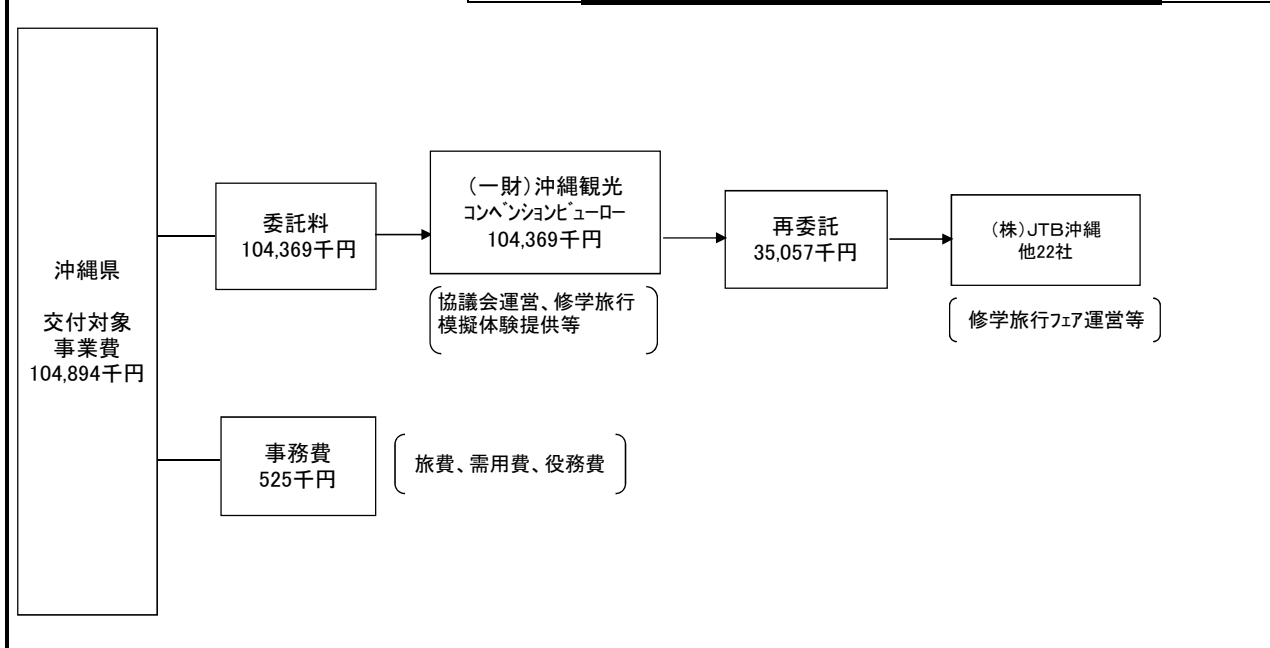 沖縄県
交付対象
事業費
104,894千円
委託料
104,369千円
（一財）沖縄観光
ｺﾝﾍﾞﾝｼｮﾝﾋﾞｭｰﾛｰ
104,369千円
協議会運営、修学旅行
模擬体験提供等
再委託
35,057千円
（株）JTB沖縄
他22社
修学旅行ﾌｪｱ運営等
事務費
525千円
旅費、需用費、役務費